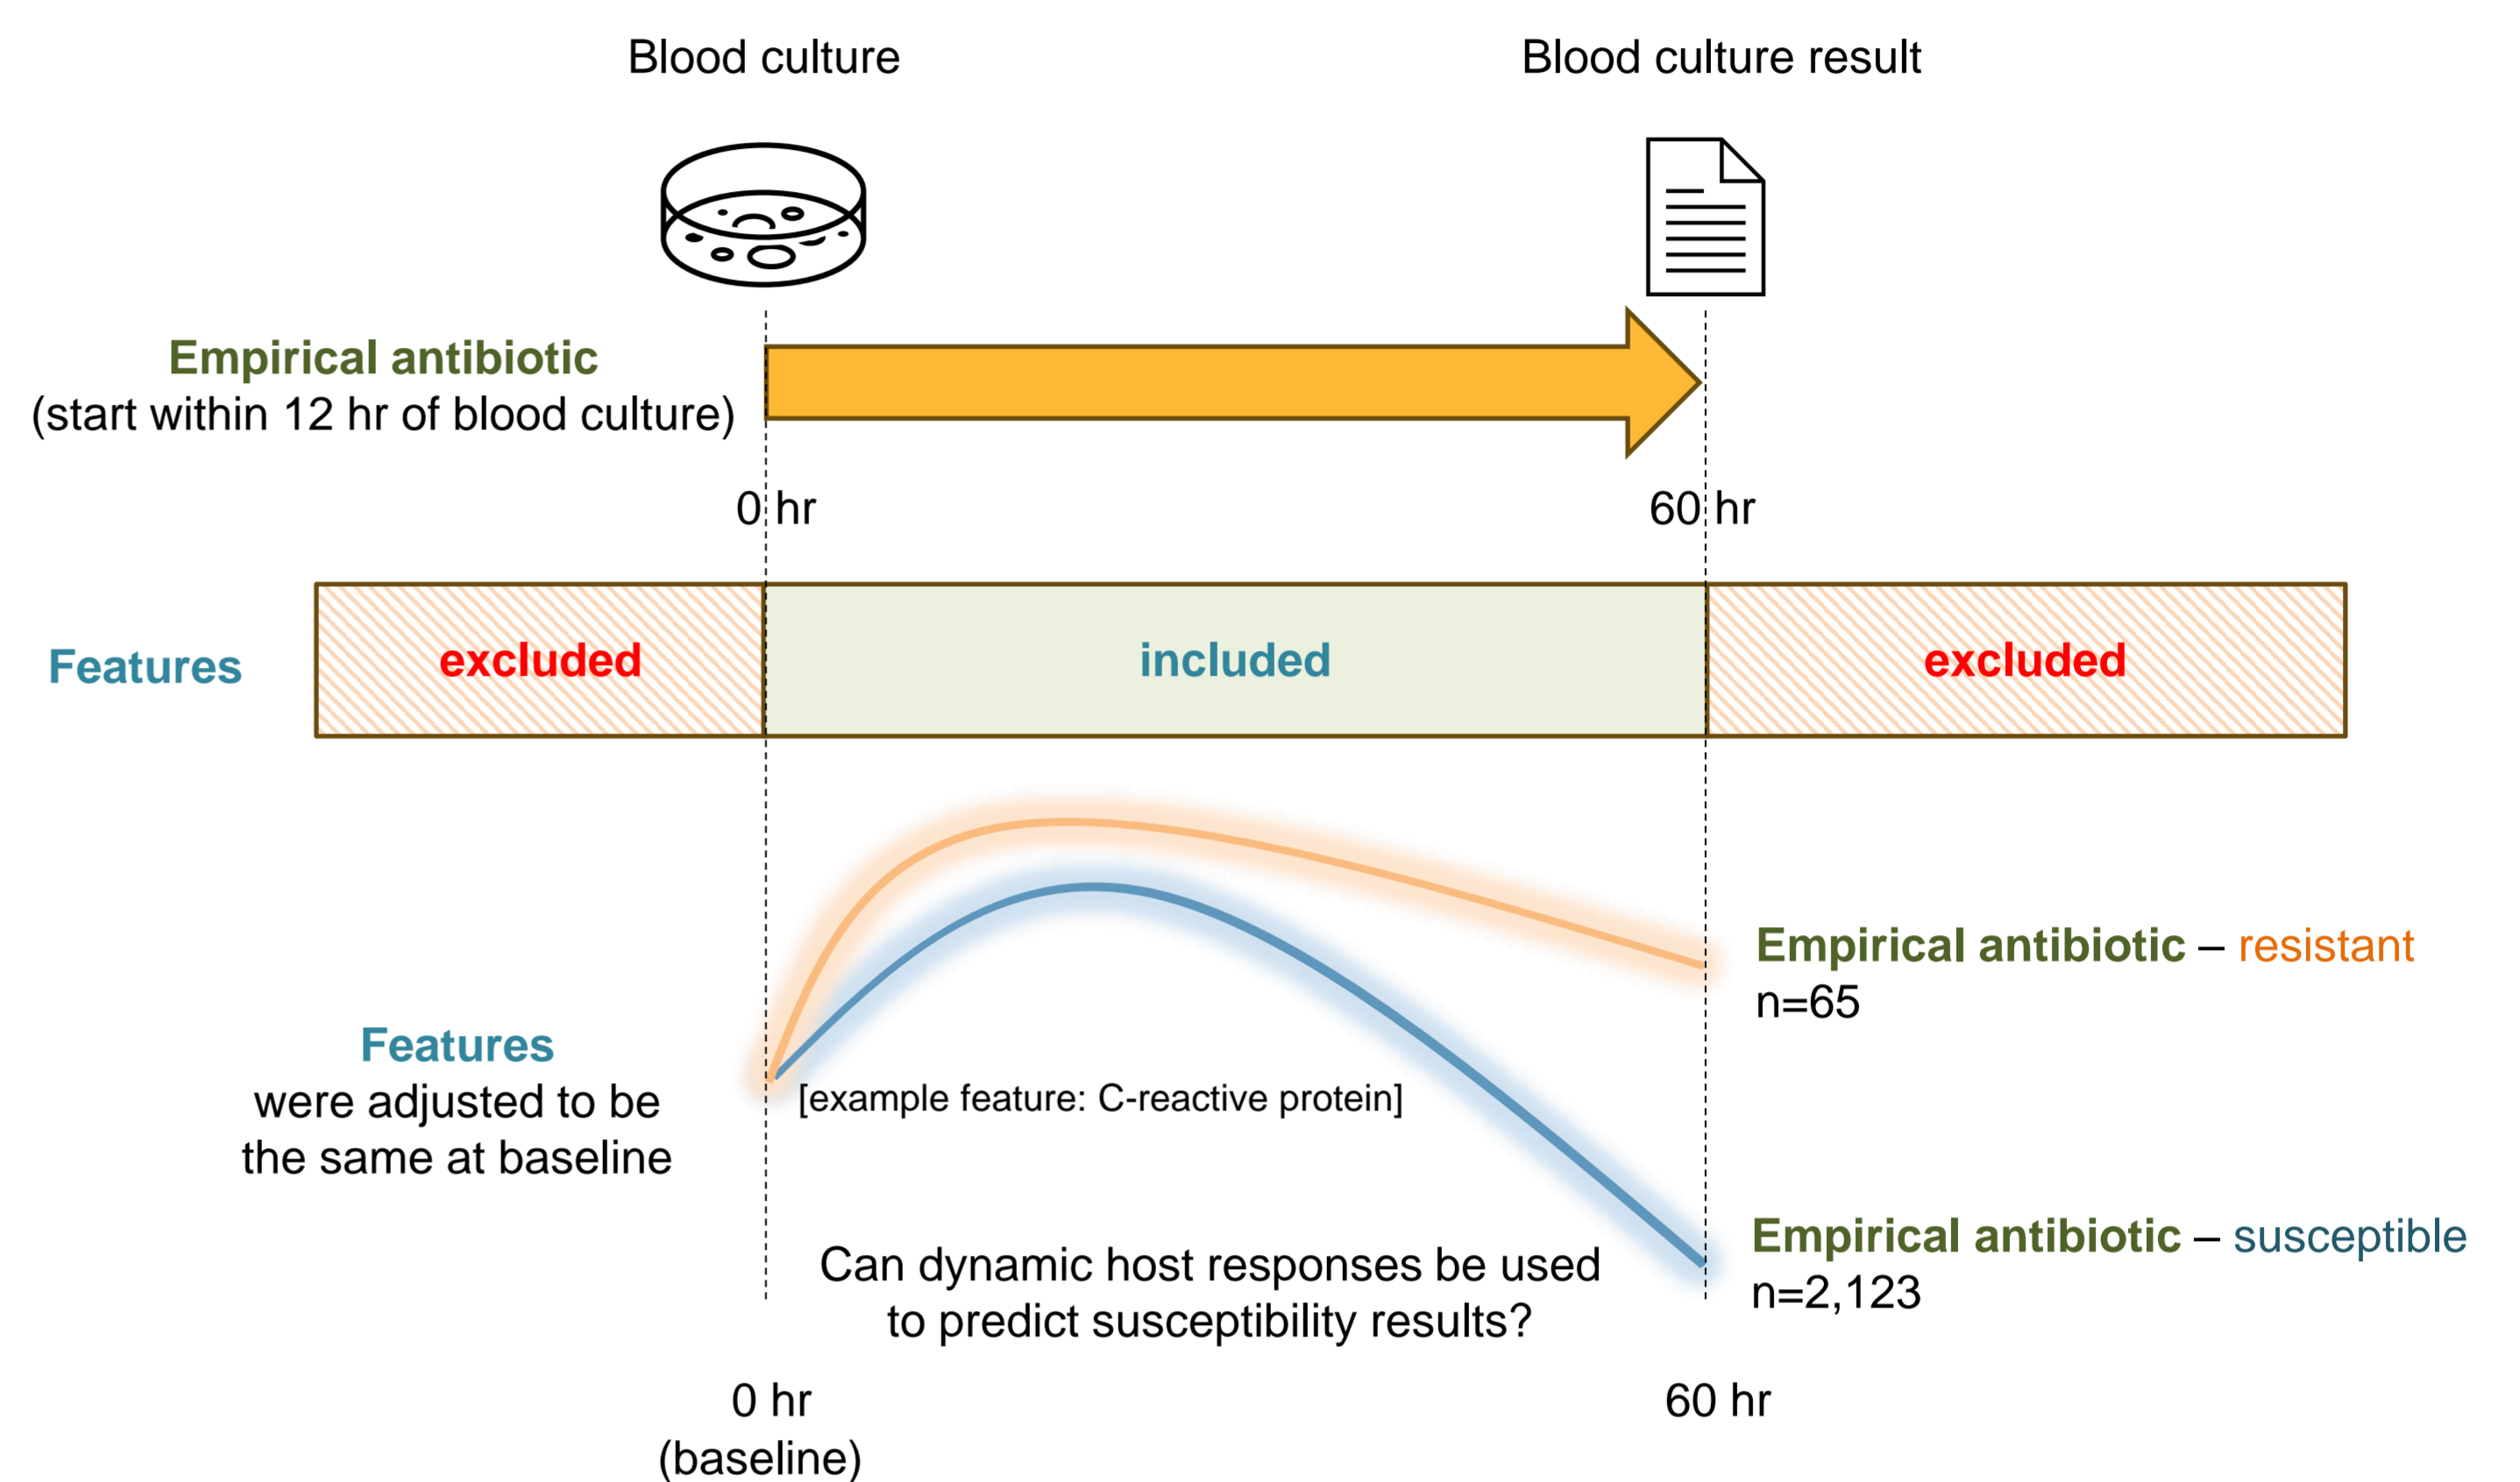 Blood culture
Blood culture result
Empirical antibiotic
(start within 12 hr of blood culture)
0 hr
60 hr
Features
excluded
included
excluded
Empirical antibiotic – resistant
n=65
Features
were adjusted to be
the same at baseline
[example feature: C-reactive protein]
Empirical antibiotic – susceptible
n=2,123
Can dynamic host responses be used
to predict susceptibility results?
0 hr
(baseline)
60 hr